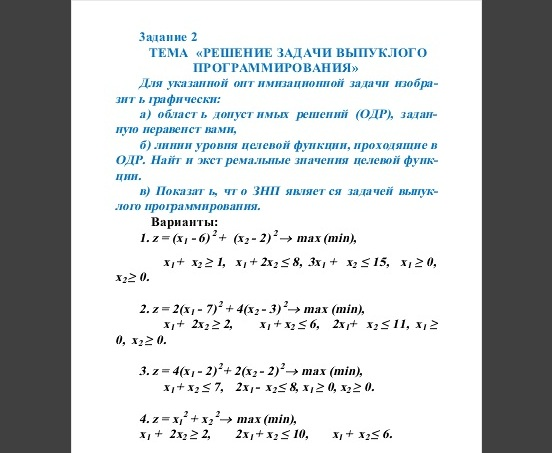 Задание 2
ТЕМА «РЕШЕНИЕ ЗАДАЧИ ВЫПУКЛОГО
ПРОГРАММИРОВАНИЯ»
Для указанной опт имизационной задачи изобра-
зит ь графически:
а) област ь допуст имых решений (ОДР), задан-
ную неравенст вами,
б) линии уровня целевой функции, проходящие в
ОДР. Найт и экст ремальные значения целевой функ-
ции.
в) Показат ь, чт о ЗНП являет ся задачей выпук-
лого программирования.
Варианты:
1. z = (x₁ - 6)² + (x₂ - 2)² → max (min),
x₁ + x₂ ≥ 1, x₁ + 2x₂ ≤ 8, 3x₁ + x₂ ≤ 15, x₁ ≥ 0,
x₂ ≥ 0.
2. z = 2(x₁ - 7)² + 4(x₂ - 3)² → max (min),
x₁ + 2x₂ ≥ 2, x₁ + x₂ ≤ 6, 2x₁ + x₂ ≤ 11, x₁ ≥
0, x₂ ≥ 0.
3. z = 4(x₁ - 2)² + 2(x₂ - 2)² → max (min),
x₁ + x₂ ≤ 7, 2x₁ - x₂ ≤ 8, x₁ ≥ 0, x₂ ≥ 0.
4. z = x₁² + x₂² → max (min),
x₁ + 2x₂ ≥ 2, 2x₁ + x₂ ≤ 10, x₁ + x₂ ≤ 6.